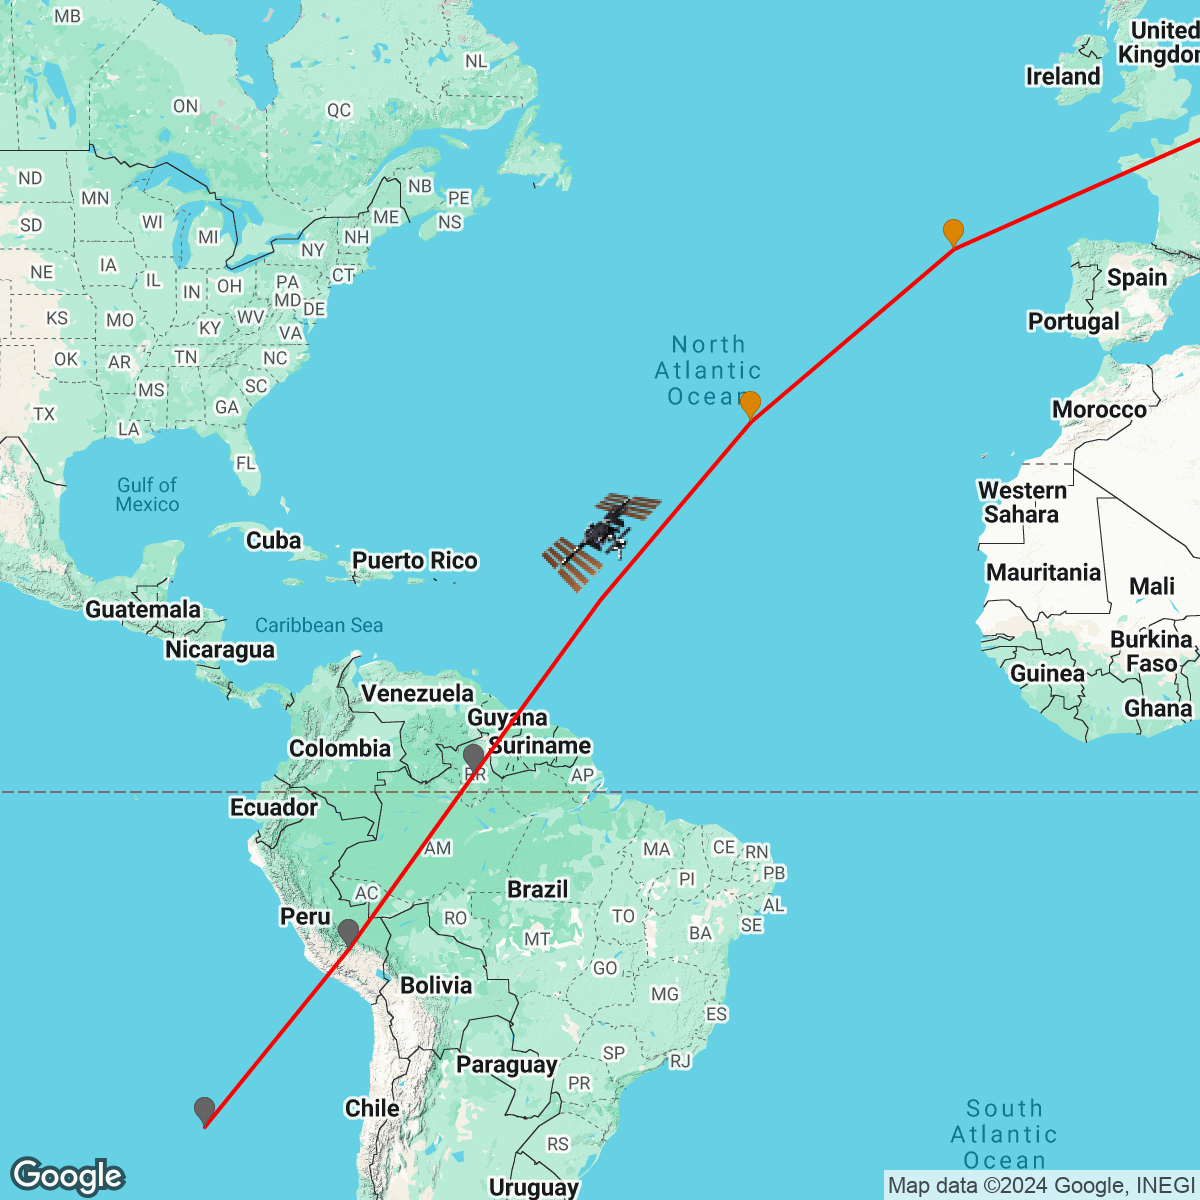 MB
United
Kingdor
NL
Ireland
ON
QC
ND
MN
NB
PE
SD
WI
ME
NS
MI
NH
NY
NE
IA
IL
IN
OH
PA
CT
MD
DE
Spain
KS
MO
WV
KY
VA
Portugal
OK
AR
TN
NC
North
Atlantic
Ocean
MS
SC
TX
GA
Morocco
LA
FL
Gulf of
Mexico
Western
Sahara
Cuba
Puerto Rico
Mauritania
Mali
Guatemala
Caribbean Sea
Nicaragua
Burkina
Faso
Guinea
Venezuela
Ghana
Guyana
Colombia
Suriname
RR
AP
Ecuador
AM
MA
CE
RN
PB
PI
AC
Brazil
AL
Peru
RO
TO
SE
BA
MT
GO
Bolivia
MG
ES
SP
RJ
Paraguay
PR
Chile
South
Atlantic
Ocean
RS
Google
Uruguay
Map data ©2024 Google, INEGI